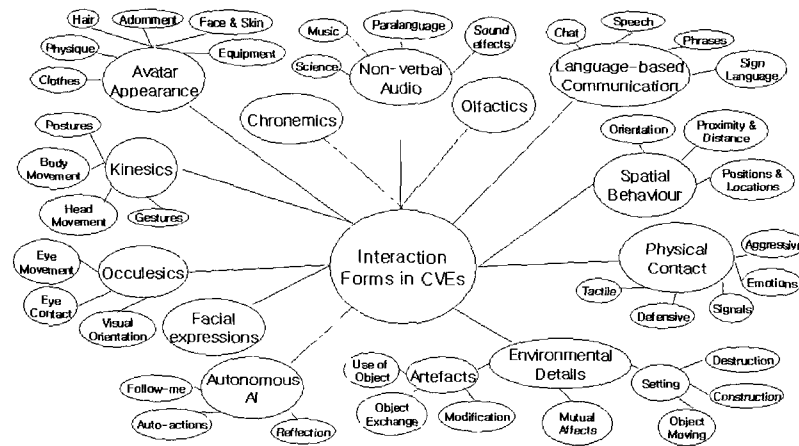 Hair
Adornment
Face & Skin
Physique
Equipment
Clothes
Avatar
Appearance
Music
Paralanguage
Sound
effects
Science
Non-verbal
Audio
Chat
Speech
Phrases
Sign
Language
Language-based
Communication
Chronemics
Olfactics
Postures
Body
Movement
Head
Movement
Gestures
Kinesics
Orientation
Proximity &
Distance
Positions &
Locations
Spatial
Behaviour
Interaction
Forms in CVEs
Eye
Movement
Eye
Contact
Visual
Orientation
Occulesics
Facial
expressions
Physical
Contact
Aggressive
Emotions
Signals
Defensive
Tactile
Autonomous
AI
Follow-me
Auto-actions
Reflection
Artefacts
Use of
Object
Object
Exchange
Modification
Environmental
Details
Mutual
Affects
Setting
Destruction
Construction
Object
Moving